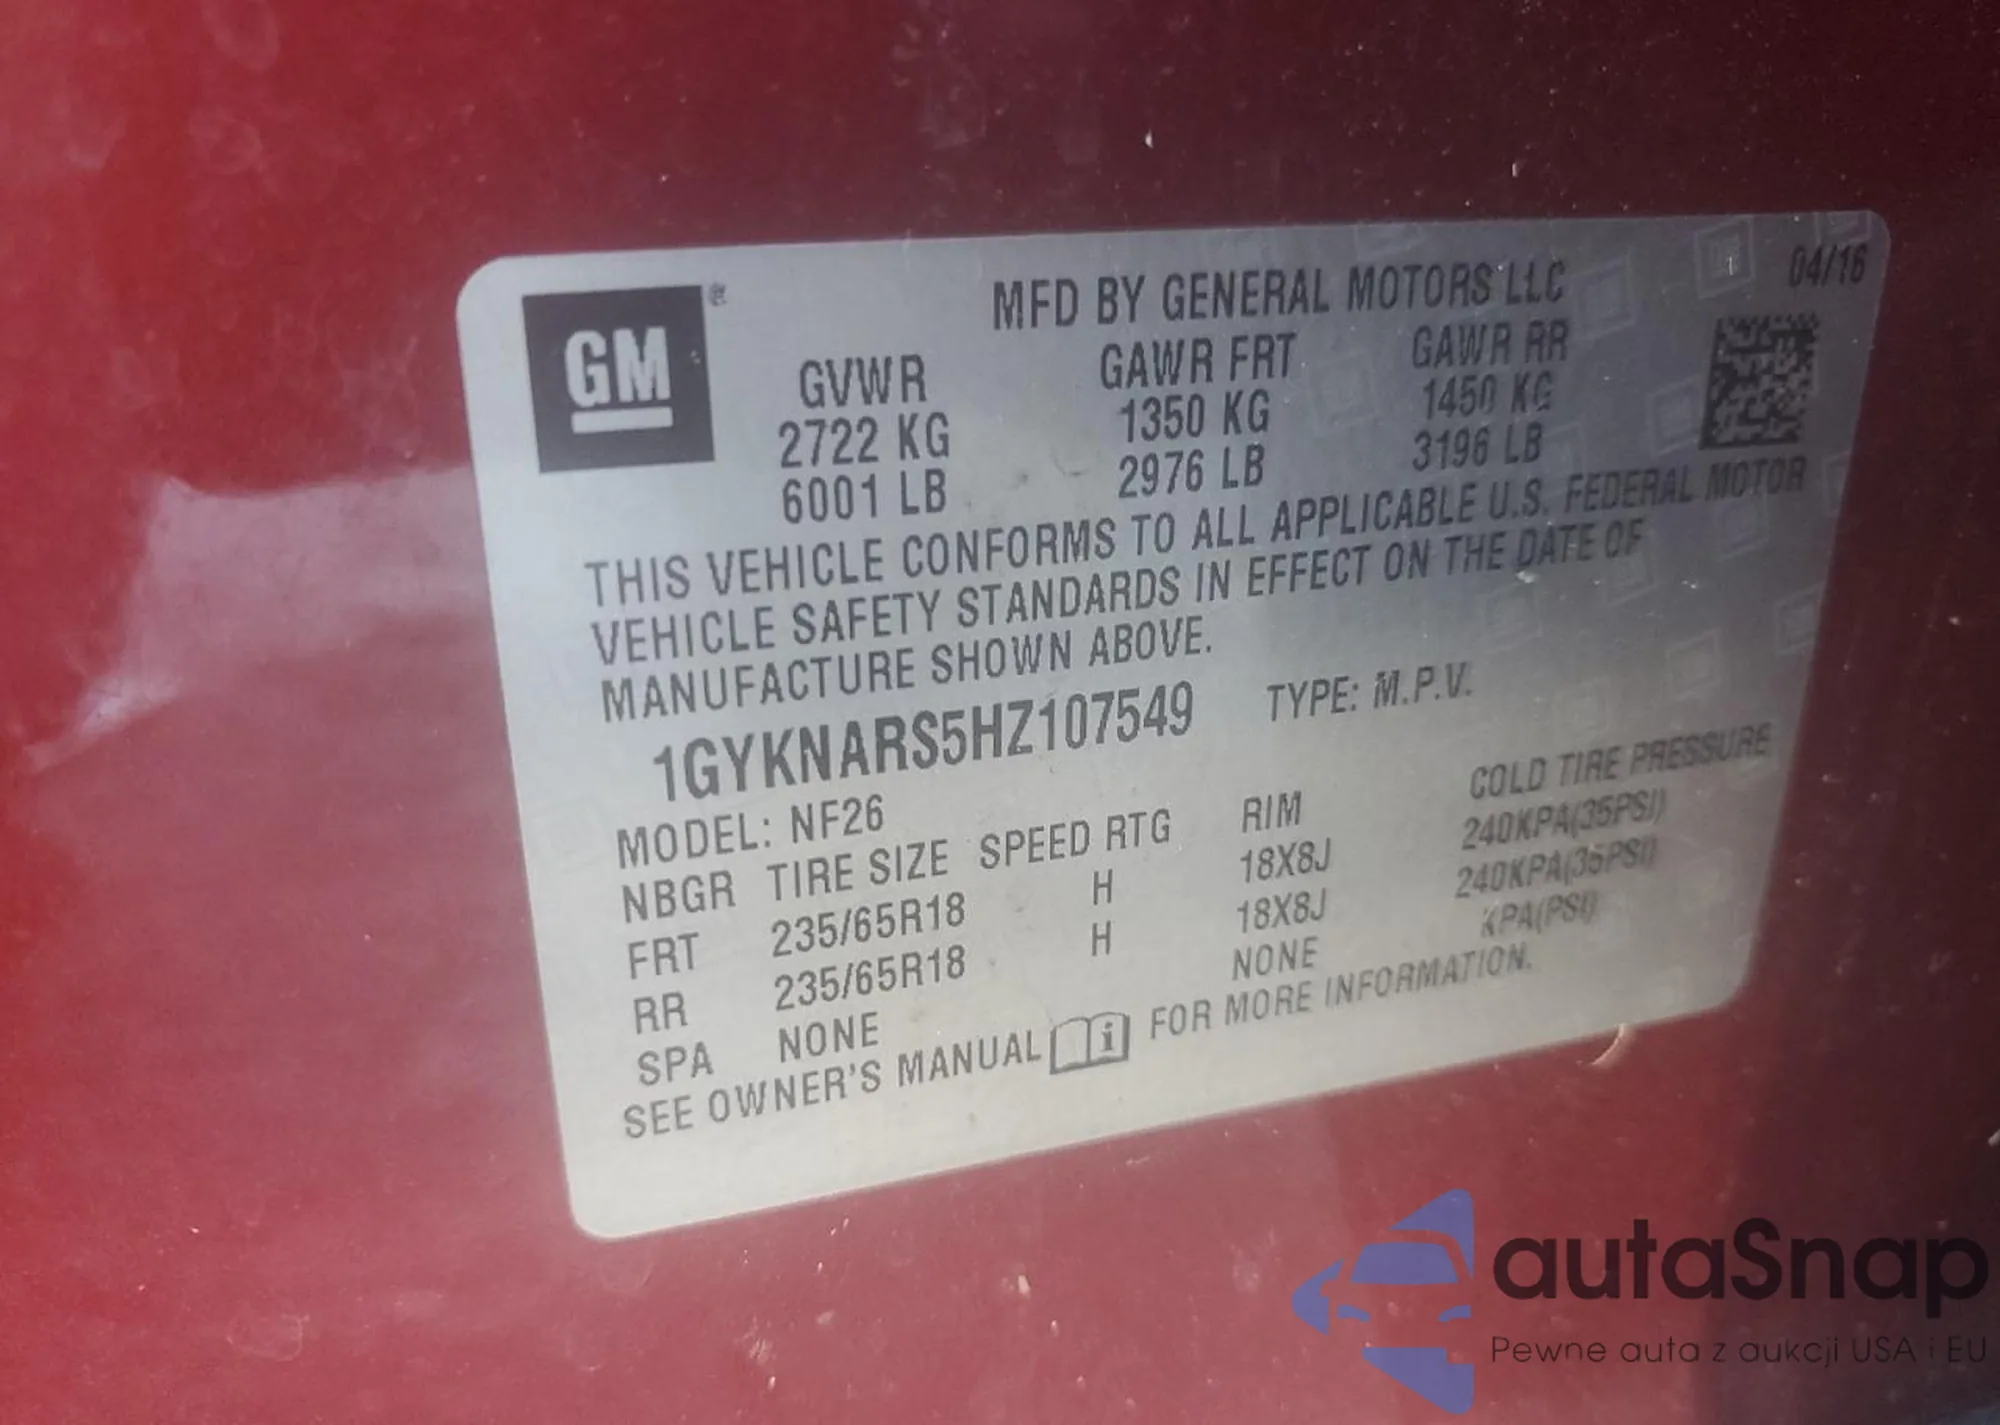 GM ®
MFD BY GENERAL MOTORS LLC
04/16
GVWR GAWR FRT GAWR RR
2722 KG 1350 KG 1450 KG
6001 LB 2976 LB 3196 LB
THIS VEHICLE CONFORMS TO ALL APPLICABLE U.S. FEDERAL MOTOR
VEHICLE SAFETY STANDARDS IN EFFECT ON THE DATE OF
MANUFACTURE SHOWN ABOVE.
1GYKNARS5HZ107549 TYPE: M.P.V.
MODEL: NF26
NBGR TIRE SIZE SPEED RTG RIM COLD TIRE PRESSURE
FRT 235/65R18 H 18X8J 240KPA(35PSI)
RR 235/65R18 H 18X8J 240KPA(35PSI)
SPA NONE NONE KPA(PSI)
SEE OWNER'S MANUAL i FOR MORE INFORMATION.
autaSnap
Pewne auta z aukcji USA i EU